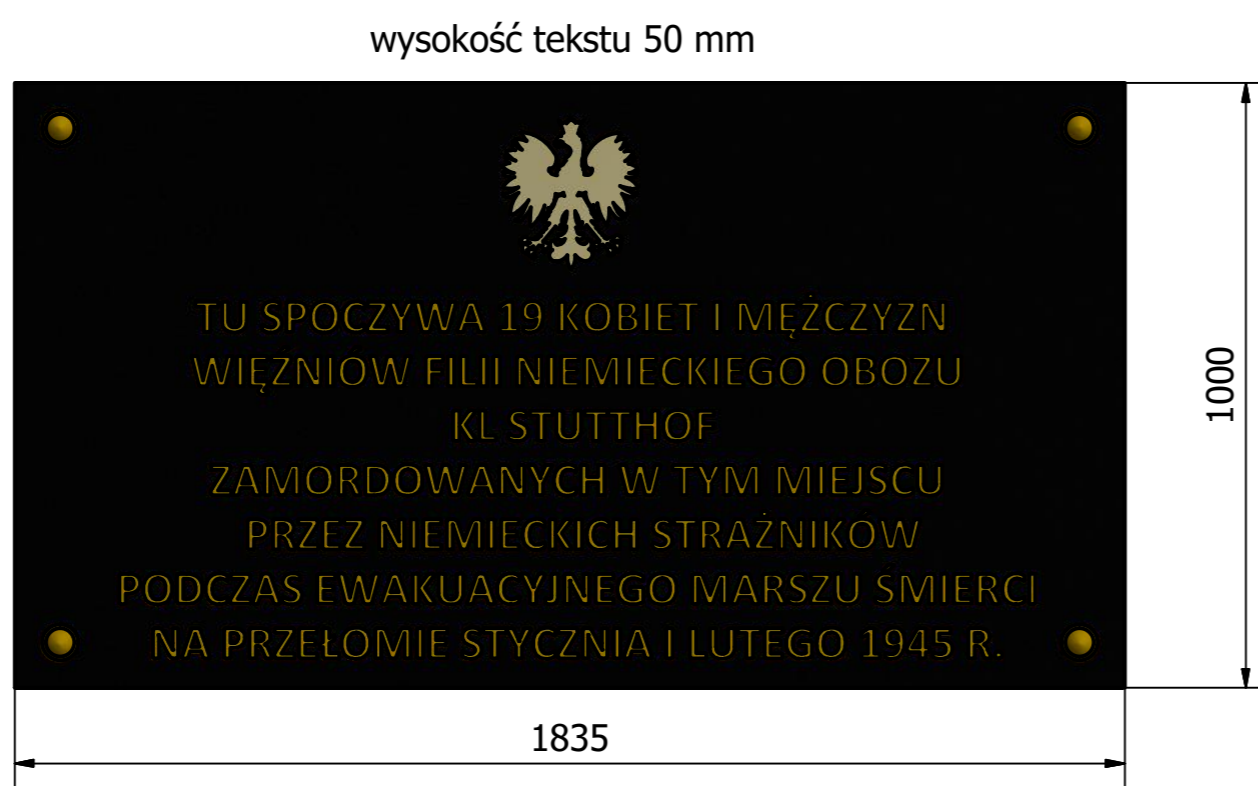 wysokość tekstu 50 mm
TU SPOCZYWA 19 KOBIET I MĘŻCZYZN
WIĘZNIOW FILII NIEMIECKIEGO OBOZU
KL STUTTHOF
ZAMORDOWANYCH W TYM MIEJSCU
PRZEZ NIEMIECKICH STRAŻNIKOW
PODCZAS EWAKUACYJNEGO MARSZU ŚMIERCI
NA PRZEŁOMIE STYCZNIA I LUTEGO 1945 R.
1000
1835